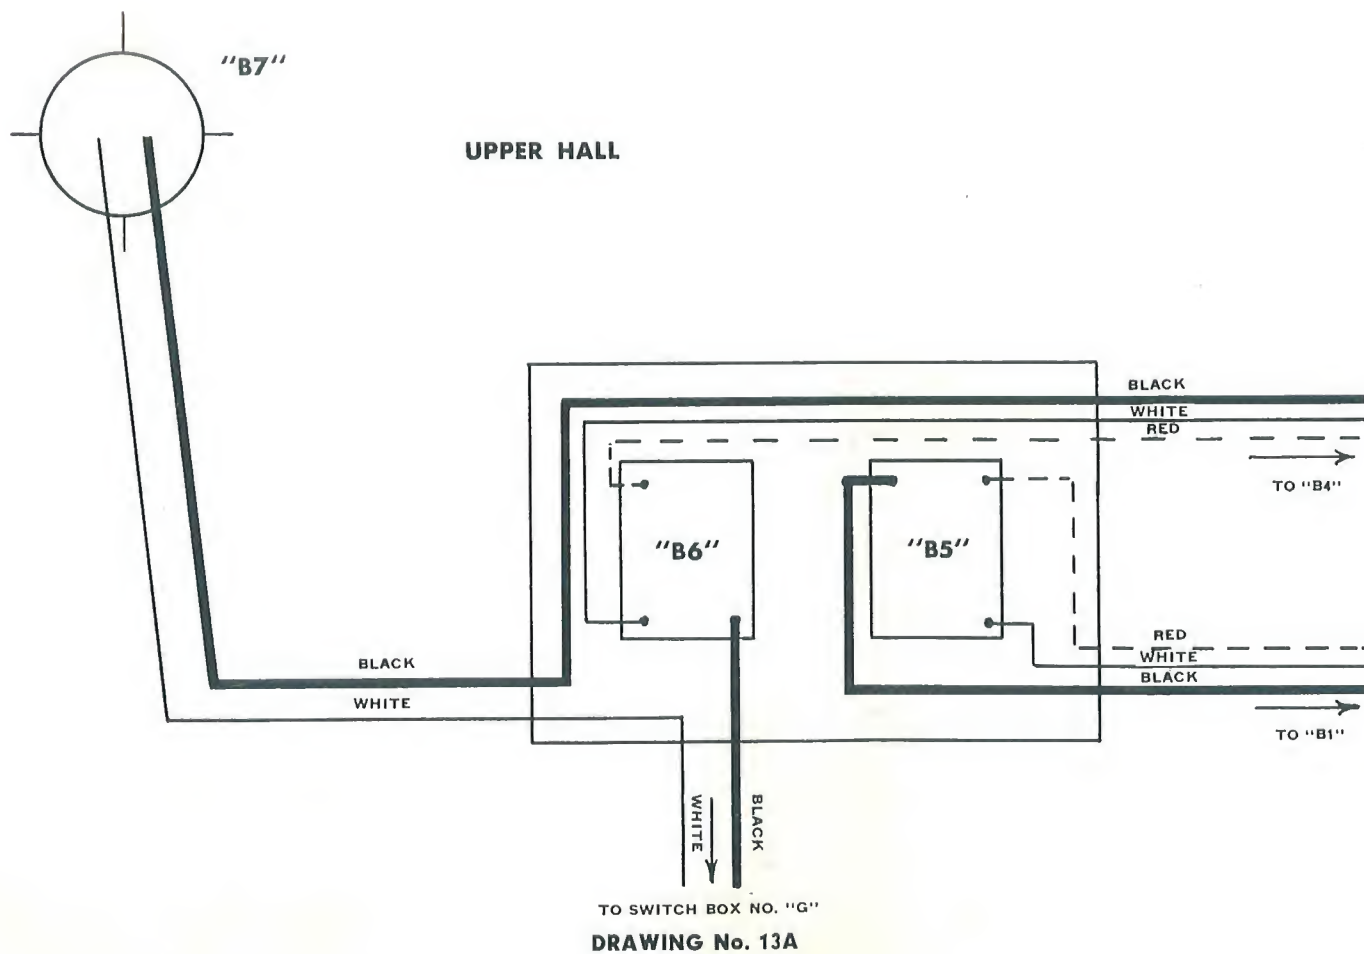 "B7"
UPPER HALL
BLACK
WHITE
RED
TO "B4"
"B6"
"B5"
RED
WHITE
BLACK
TO "B1"
BLACK
WHITE
WHITE
BLACK
TO SWITCH BOX NO. "G"
DRAWING No. 13A